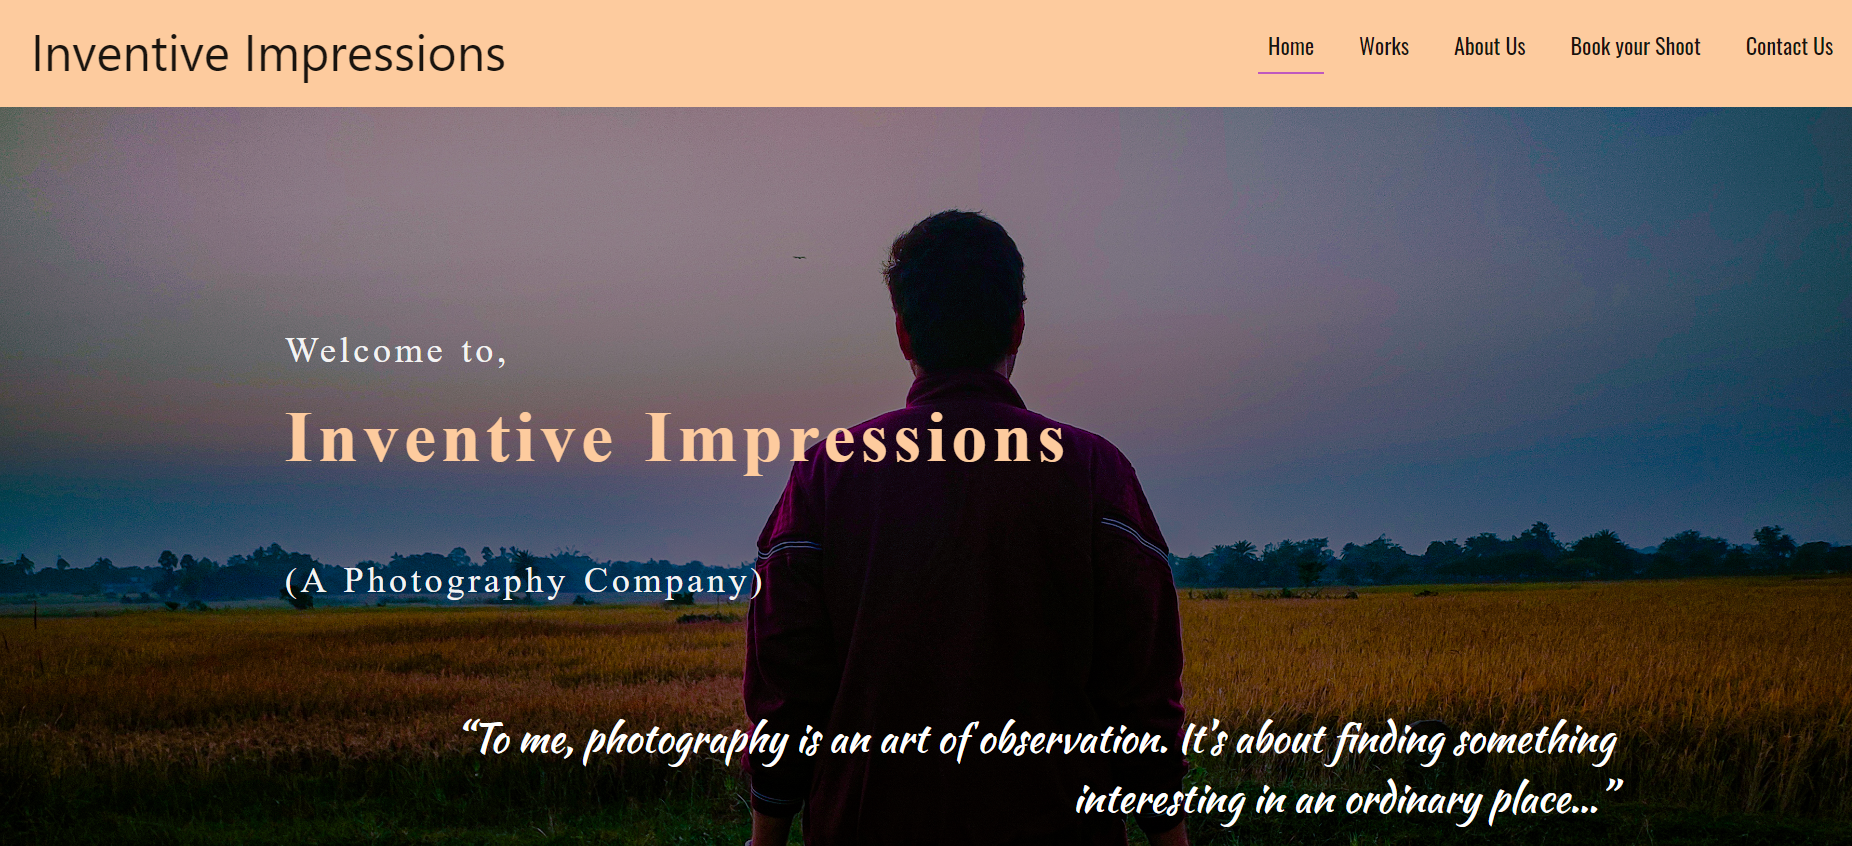 Inventive Impressions
Home Works About Us Book your Shoot Contact Us
Welcome to,
Inventive Impressions
(A Photography Company)
“To me, photography is an art of observation. It's about finding something
interesting in an ordinary place...”